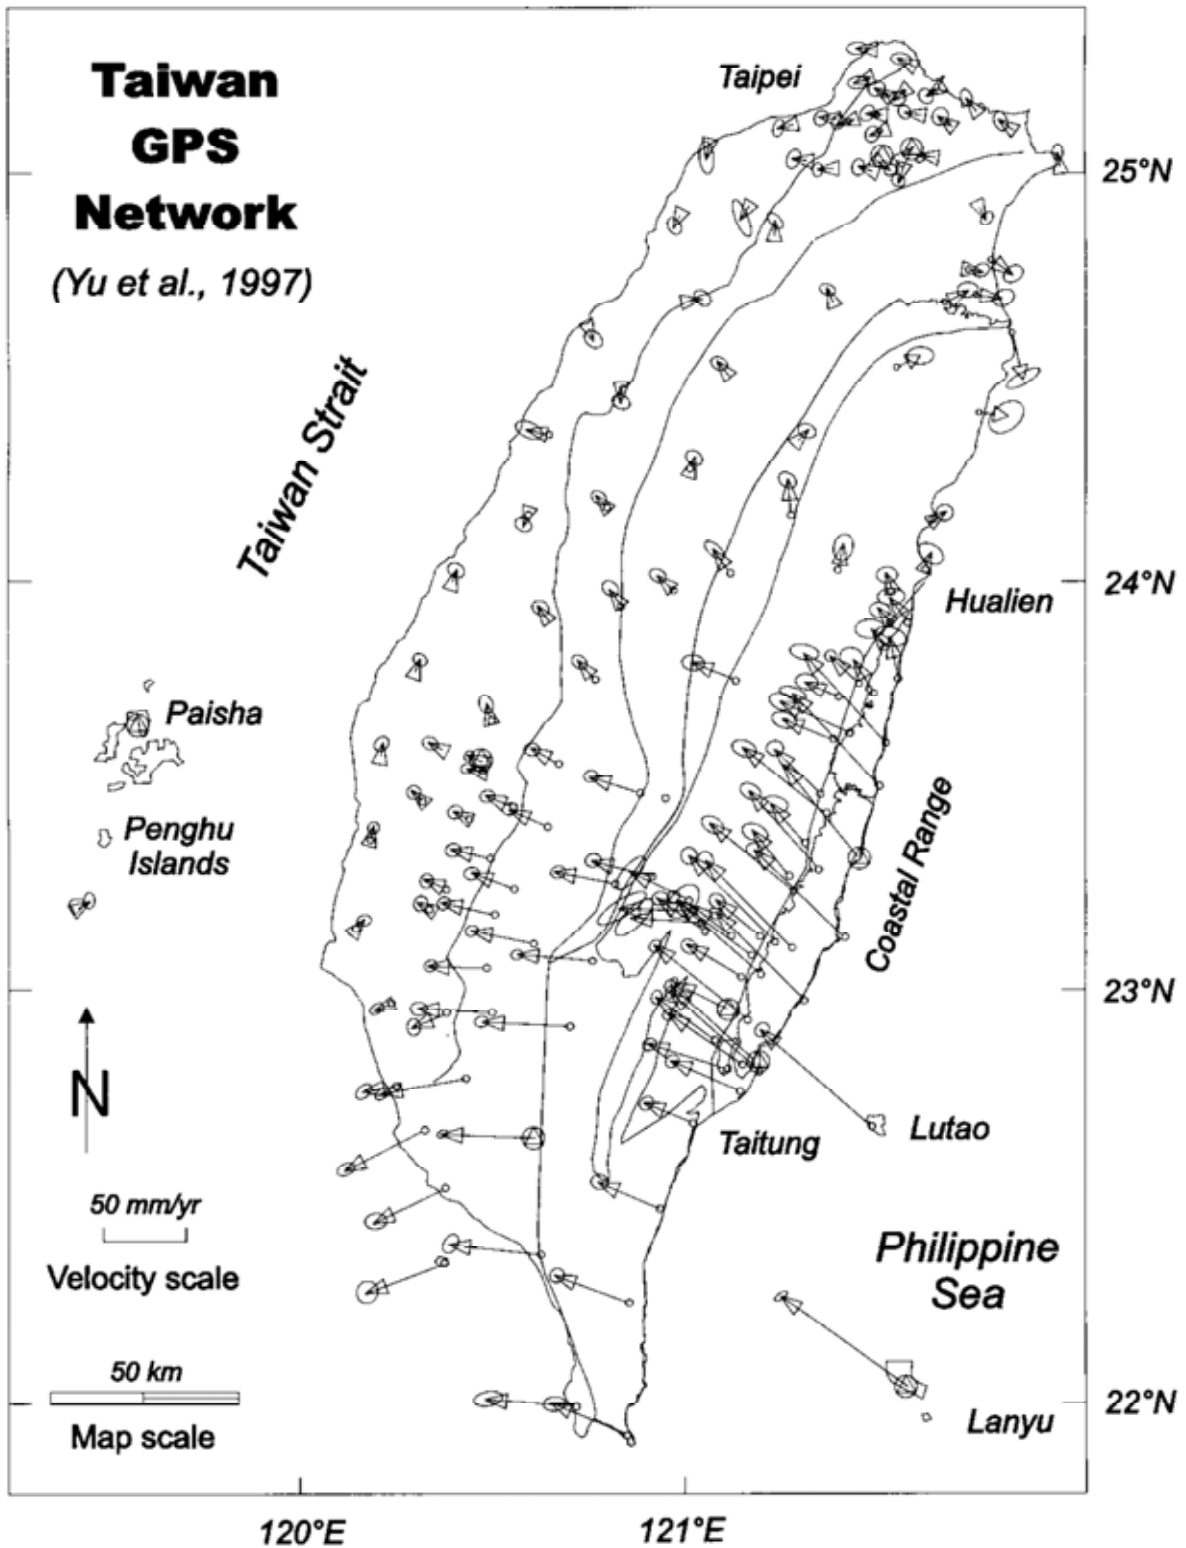 Taiwan
GPS
Network
(Yu et al., 1997)
Taipei
25°N
Taiwan Strait
24°N
Hualien
Paisha
Penghu
Islands
Coastal Range
23°N
N
Lutao
Taitung
50 mm/yr
Velocity scale
Philippine
Sea
50 km
Map scale
22°N
Lanyu
120°E
121°E